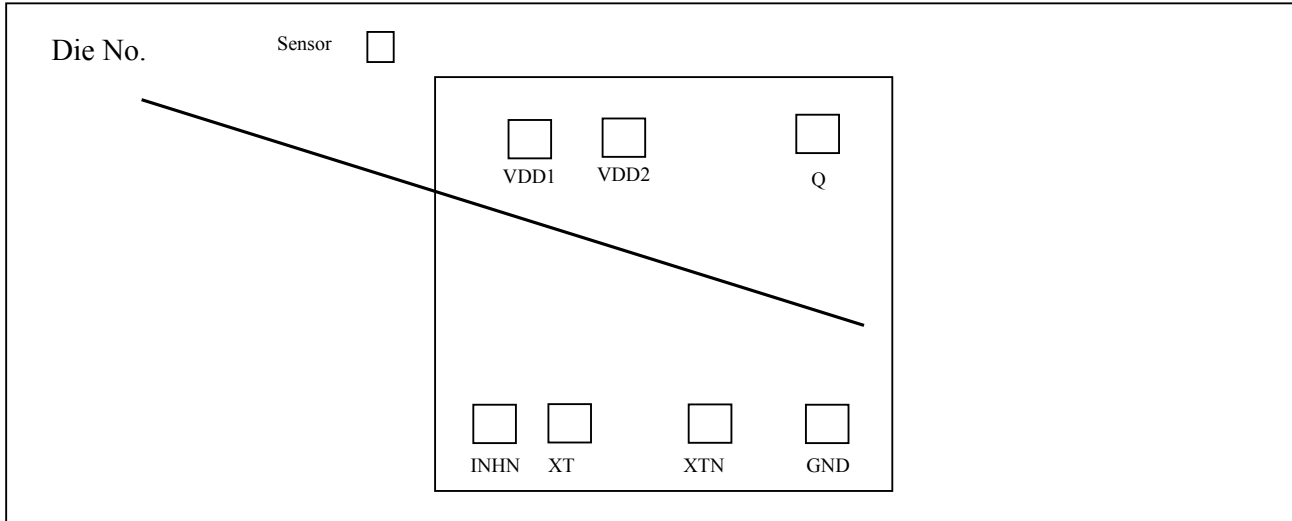 Die No.
Sensor
VDD1 VDD2 Q
INHN XT XTN GND